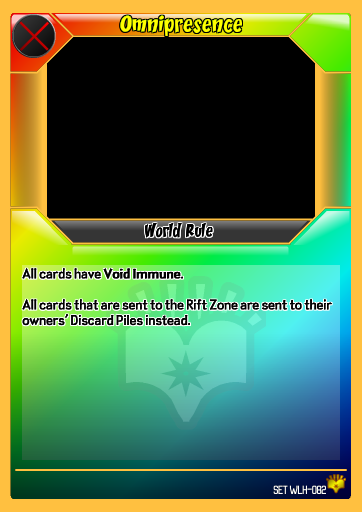 Omnipresence
World Rule
All cards have Void Immune.
All cards that are sent to the Rift Zone are sent to their
owners' Discard Piles instead.
SET WLH-082